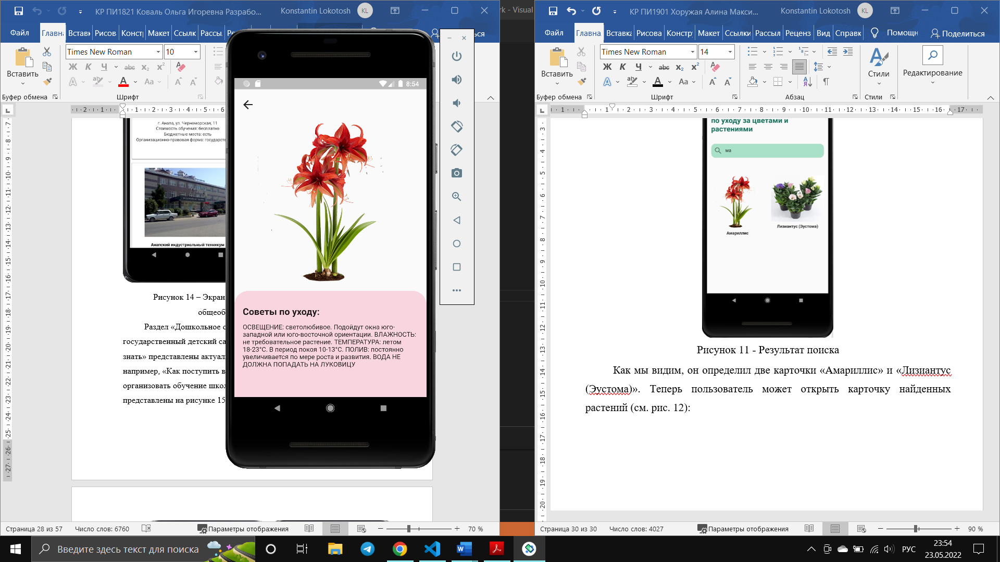 КР ПИ1821 Коваль Ольга Игоревна Разрабо...
Konstantin Lokotosh
KL
rk - Visual
КР ПИ1901 Хоружая Алина Макси...
Konstantin Lokotosh
KL
Файл
Главна
Встав
Рисов
Конст
Макет
Ссылк
Рассы
Файл
Главна
Вставка
Рисова
Констр
Макет
Ссылки
Рассыл
Реценз
Вид
Справк
Помощн
Поделиться
Вставить
Times New Roman
10
Ж К Ч abc x₂ x²
Aa
Буфер обмена
Шрифт
Вставить
Times New Roman
14
Ж К Ч abc x₂ x²
Aa
Стили
Редактирование
Буфер обмена
Шрифт
Абзац
Стили
г. Анапа, ул. Черноморская, 11
Стоимость обучения: бесплатно
Бюджетные места: есть
Организационно-правовая форма: государств
Анапский индустриальный техникум
Рисунок 14 – Экран
общеоб
Раздел «Дошкольное о
государственный детский са
знать» представлены актуал
например, «Как поступить в
организовать обучение школ
представлены на рисунке 15
8:54
Советы по уходу:
ОСВЕЩЕНИЕ: светолюбивое. Подойдут окна юго-
западной или юго-восточной ориентации. ВЛАЖНОСТЬ:
не требовательное растение. ТЕМПЕРАТУРА: летом
18-23°C. В период покоя 10-13°C. ПОЛИВ: постоянно
увеличивается по мере роста и развития. ВОДА НЕ
ДОЛЖНА ПОПАДАТЬ НА ЛУКОВИЦУ
по уходу за цветами и
растениями
ма
Амариллис
Лизиантус (Эустома)
Рисунок 11 - Результат поиска
Как мы видим, он определил две карточки «Амариллис» и «Лизиантус
(Эустома)». Теперь пользователь может открыть карточку найденных
растений (см. рис. 12):
Страница 28 из 57
Число слов: 6760
Параметры отображения
70 %
Страница 30 из 30
Число слов: 4027
Параметры отображения
90 %
Введите здесь текст для поиска
РУС
23:54
23.05.2022